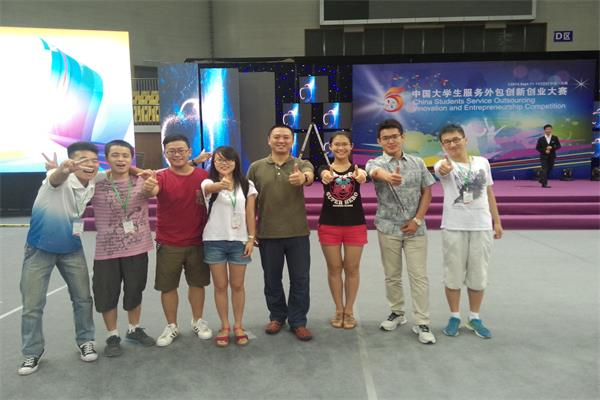 D区
中国大学生服务外包创新创业大赛
China Students Service Outsourcing
Innovation and Entrepreneurship Competition